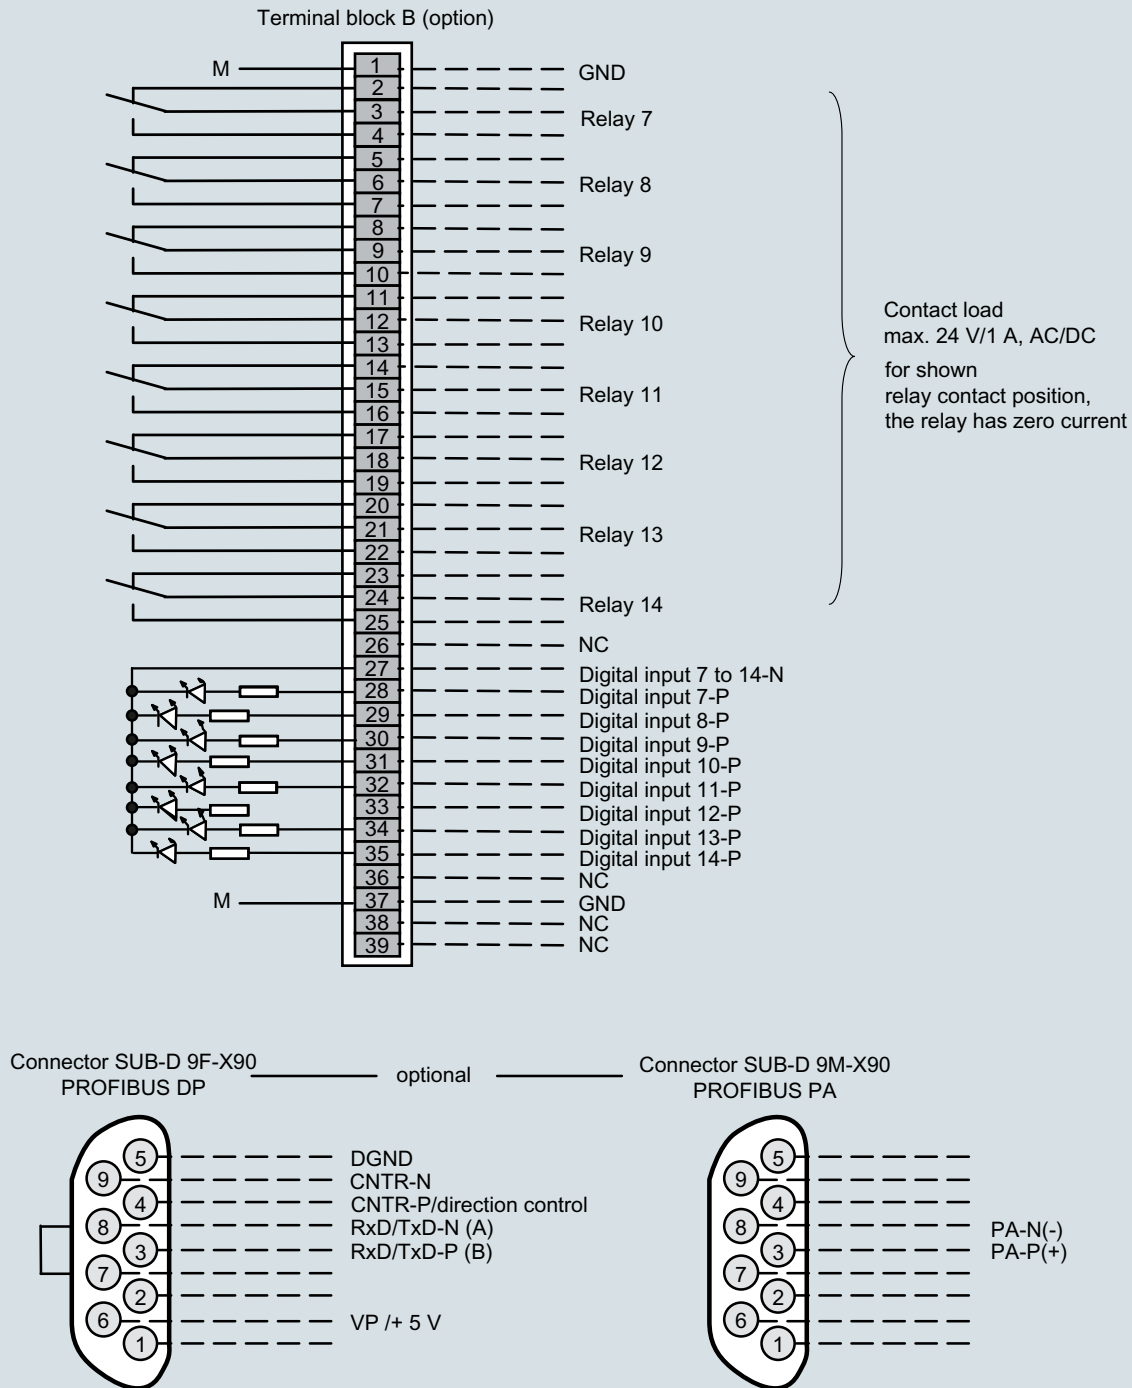 Terminal block B (option)
M 1 GND
2
3 Relay 7
4
5
6 Relay 8
7
8
9 Relay 9
10
11
12 Relay 10
13
14
15 Relay 11
16
17
18 Relay 12
19
20
21 Relay 13
22
23
24 Relay 14
25
Contact load
max. 24 V/1 A, AC/DC
for shown
relay contact position,
the relay has zero current
26 NC
27 Digital input 7 to 14-N
28 Digital input 7-P
29 Digital input 8-P
30 Digital input 9-P
31 Digital input 10-P
32 Digital input 11-P
33 Digital input 12-P
34 Digital input 13-P
35 Digital input 14-P
36 NC
M 37 GND
38 NC
39 NC
Connector SUB-D 9F-X90
PROFIBUS DP
optional
Connector SUB-D 9M-X90
PROFIBUS PA
5 DGND
9 CNTR-N
4 CNTR-P/direction control
8 RxD/TxD-N (A)
3 RxD/TxD-P (B)
7
2
6 VP /+ 5 V
1
5
9
4
8 PA-N(-)
3 PA-P(+)
7
2
6
1